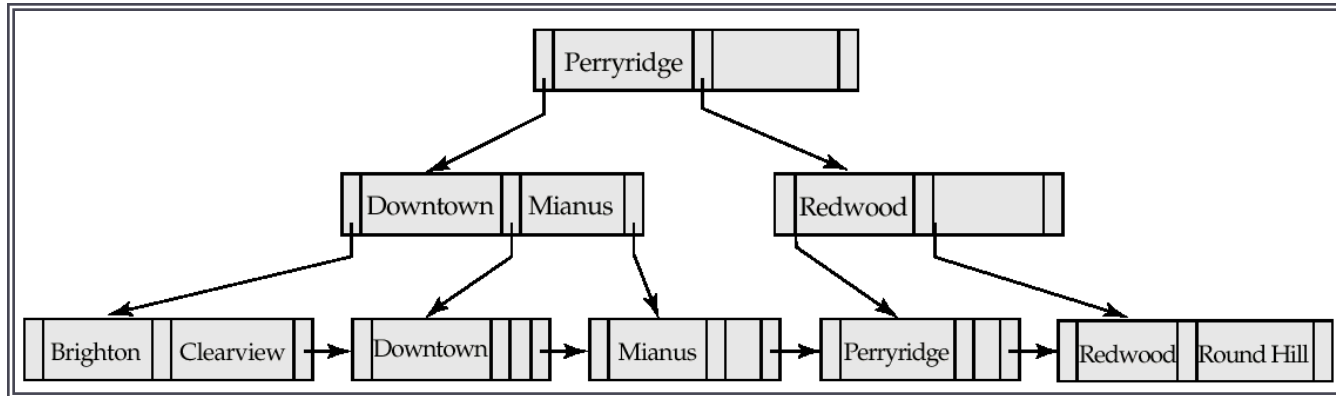 Perryridge
Downtown Mianus
Redwood
Brighton Clearview
Downtown
Mianus
Perryridge
Redwood Round Hill